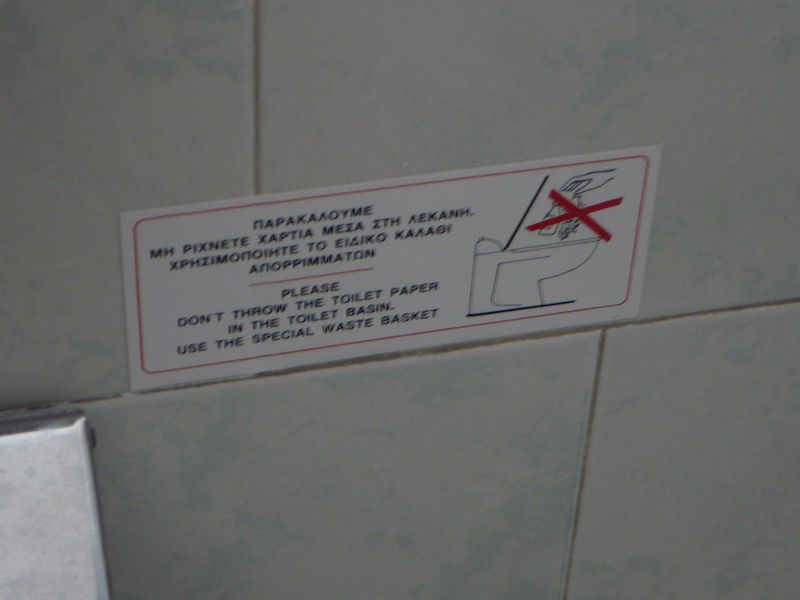 ΠΑΡΑΚΑΛΟΥΜΕ
ΜΗ ΡΙΧΝΕΤΕ ΧΑΡΤΙΑ ΜΕΣΑ ΣΤΗ ΛΕΚΑΝΗ.
ΧΡΗΣΙΜΟΠΟΙΗΤΕ ΤΟ ΕΙΔΙΚΟ ΚΑΛΑΘΙ
ΑΠΟΡΡΙΜΜΑΤΩΝ
PLEASE
DON'T THROW THE TOILET PAPER
IN THE TOILET BASIN.
USE THE SPECIAL WASTE BASKET